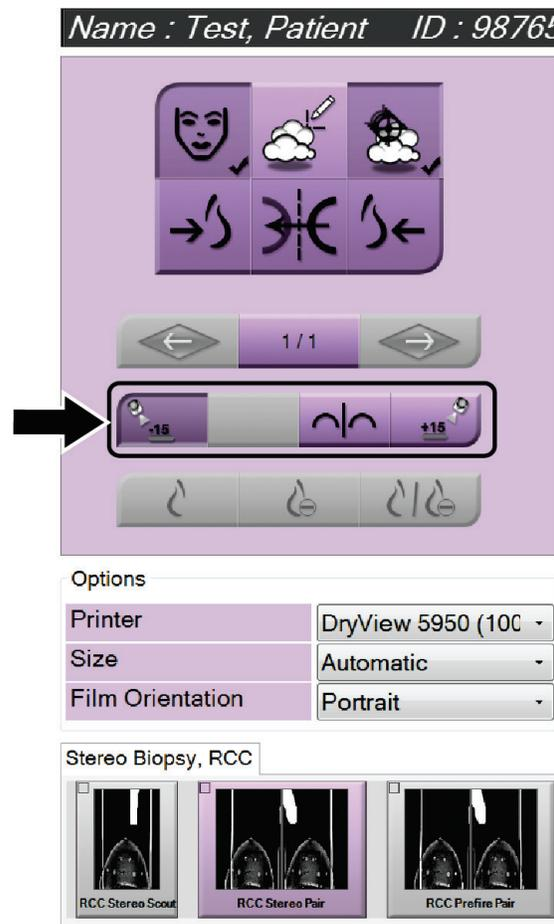 Name : Test, Patient ID : 98765
1 / 1
-15 +15
Options
Printer DryView 5950 (100
Size Automatic
Film Orientation Portrait
Stereo Biopsy, RCC
RCC Stereo Scout RCC Stereo Pair RCC Prefire Pair